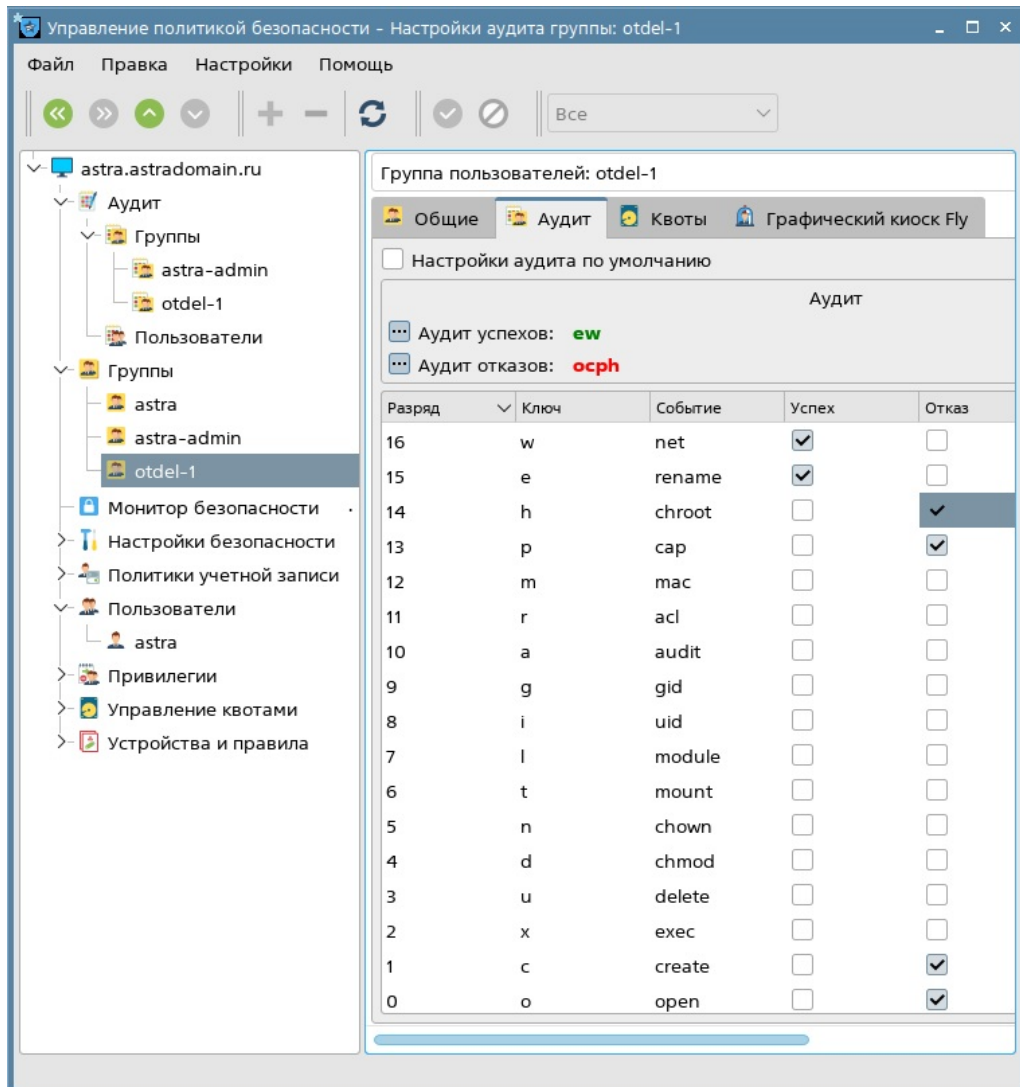 Управление политикой безопасности - Настройки аудита группы: otdel-1
Файл Правка Настройки Помощь
Все
astra.astradomain.ru
Аудит
Группы
astra-admin
otdel-1
Пользователи
Группы
astra
astra-admin
otdel-1
Монитор безопасности
Настройки безопасности
Политики учетной записи
Пользователи
astra
Привилегии
Управление квотами
Устройства и правила
Группа пользователей: otdel-1
Общие Аудит Квоты Графический киоск Fly
Настройки аудита по умолчанию
Аудит
Аудит успехов: ew
Аудит отказов: ocph
Разряд Ключ Событие Успех Отказ
16 w net
15 e rename
14 h chroot
13 p cap
12 m mac
11 r acl
10 a audit
9 g gid
8 i uid
7 l module
6 t mount
5 n chown
4 d chmod
3 u delete
2 x exec
1 c create
0 o open